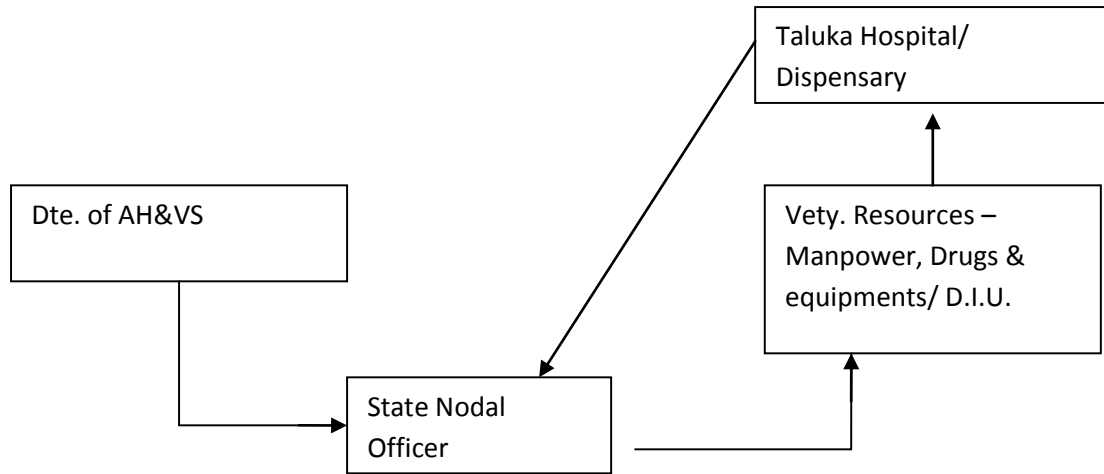 Taluka Hospital/
Dispensary
Dte. of AH&VS
Vety. Resources –
Manpower, Drugs &
equipments/ D.I.U.
State Nodal
Officer